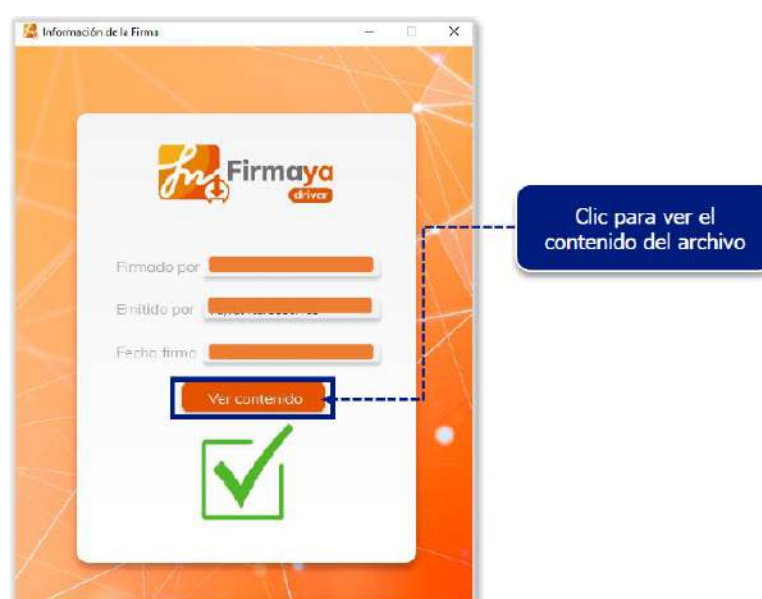 Información de la Firma
Firmaya
driver
Clic para ver el
contenido del archivo
Firmado por
Emitido por
Fecha firma
Ver contenido